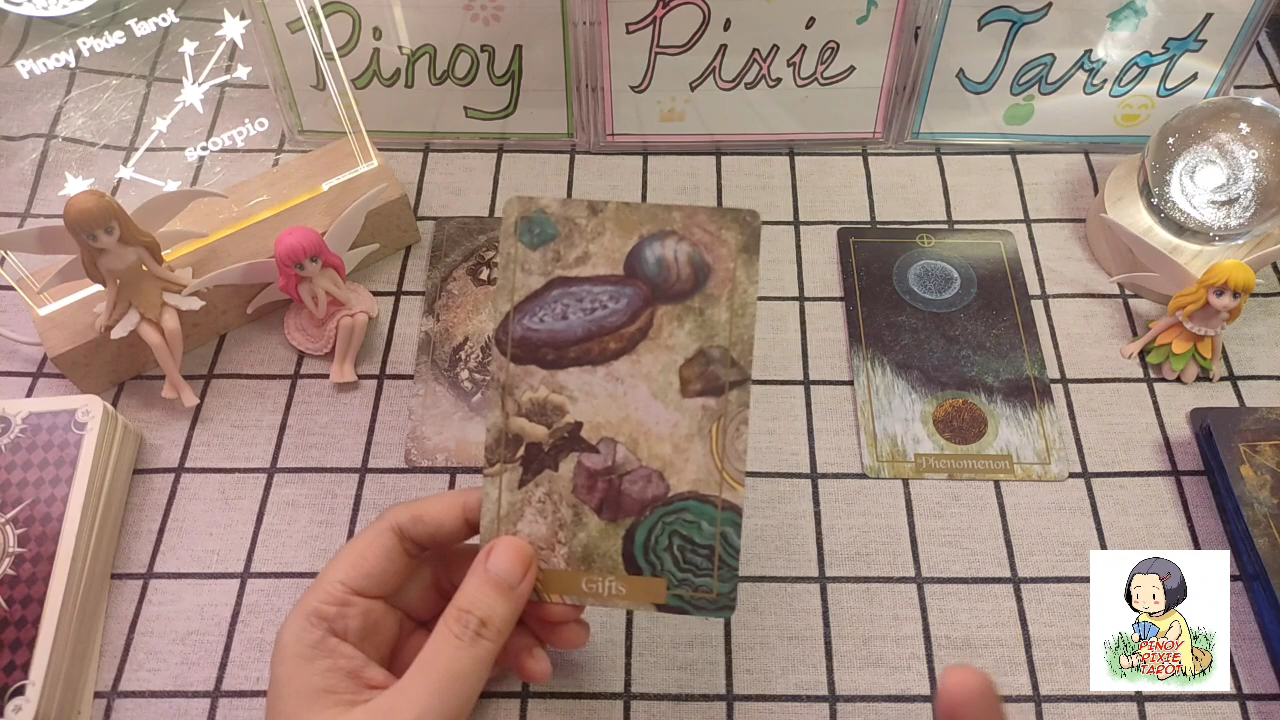 Pinoy Pixie Tarot
scorpio
Pinoy
Pixie
Tarot
Gifts
Phenomenon
PINOY
PIXIE
TAROT